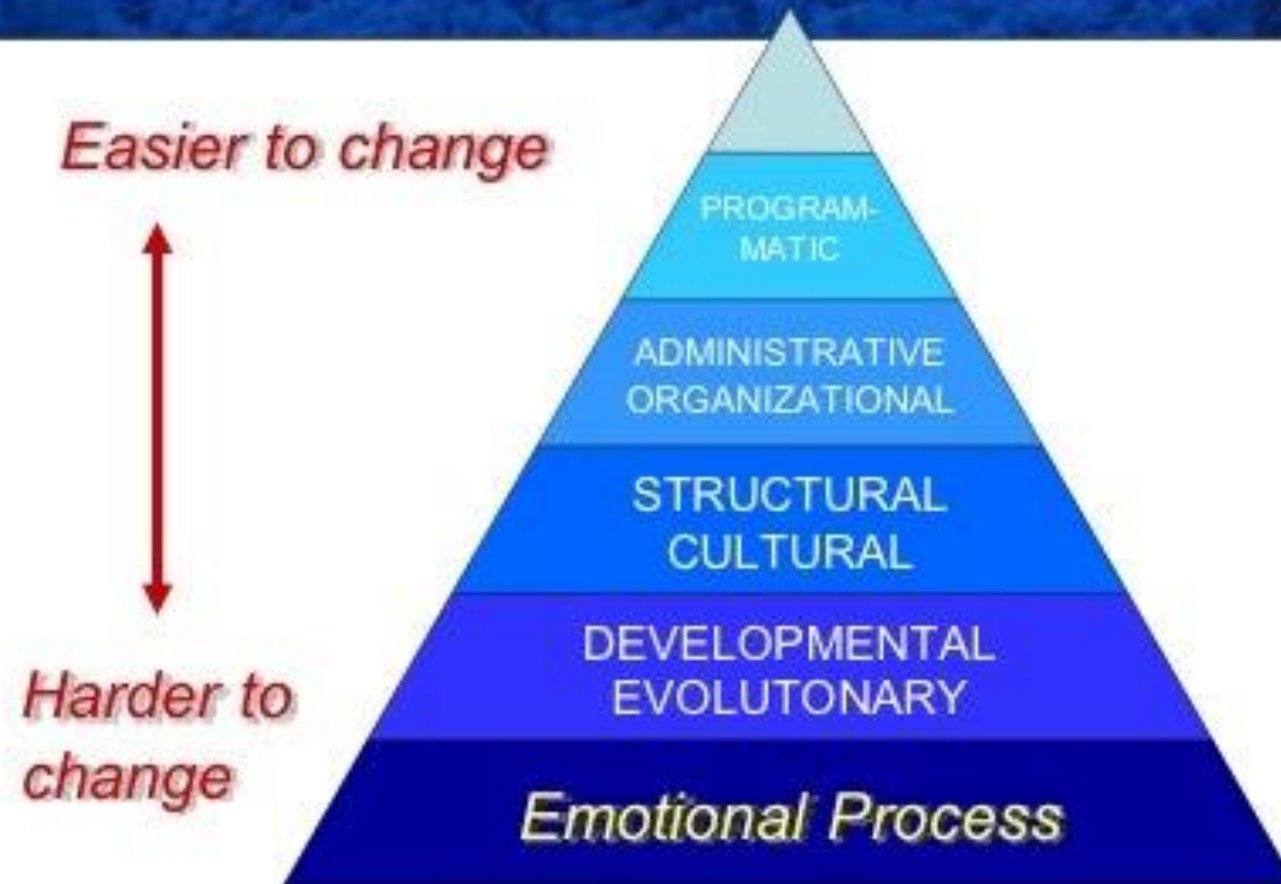 Easier to change
PROGRAM-
MATIC
ADMINISTRATIVE
ORGANIZATIONAL
STRUCTURAL
CULTURAL
DEVELOPMENTAL
EVOLUTONARY
Harder to
change
Emotional Process